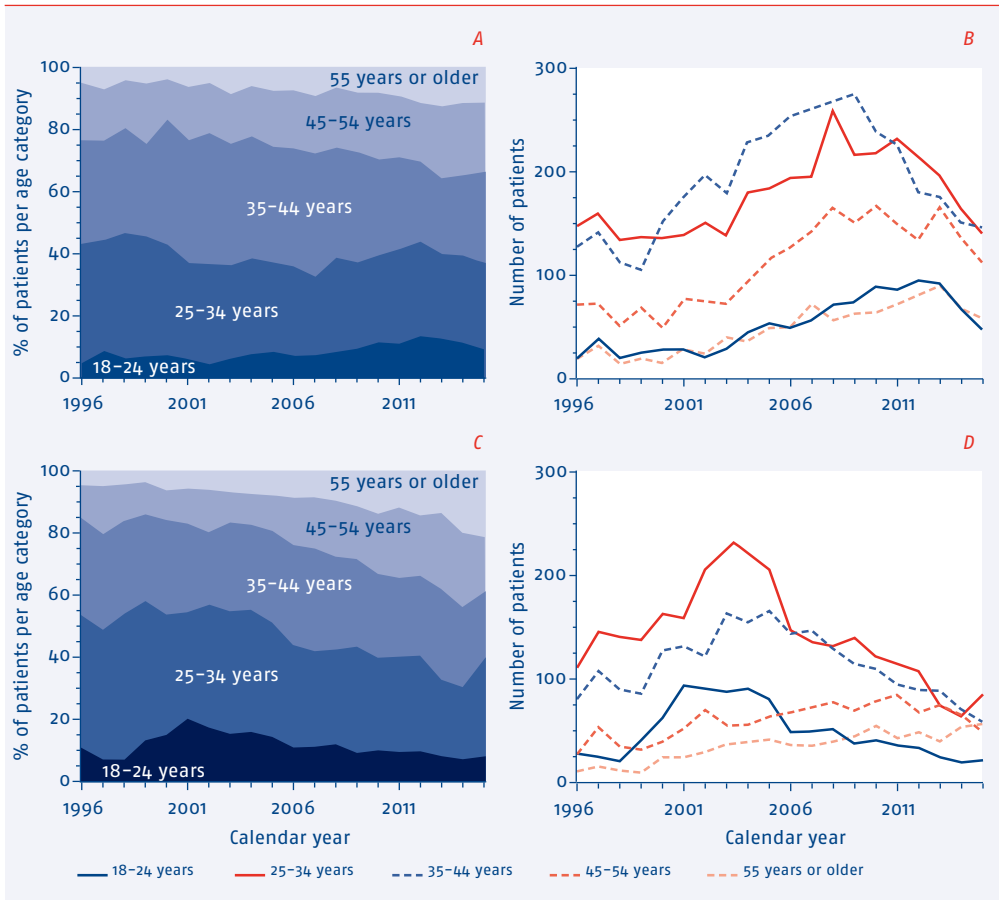 A
% of patients per age category
100
80
60
40
20
0
55 years or older
45–54 years
35–44 years
25–34 years
18–24 years
1996
2001
2006
2011
B
Number of patients
300
200
100
0
1996
2001
2006
2011
C
% of patients per age category
100
80
60
40
20
0
55 years or older
45–54 years
35–44 years
25–34 years
18–24 years
1996
2001
2006
2011
Calendar year
D
Number of patients
300
200
100
0
1996
2001
2006
2011
Calendar year
18–24 years 25–34 years 35–44 years 45–54 years 55 years or older